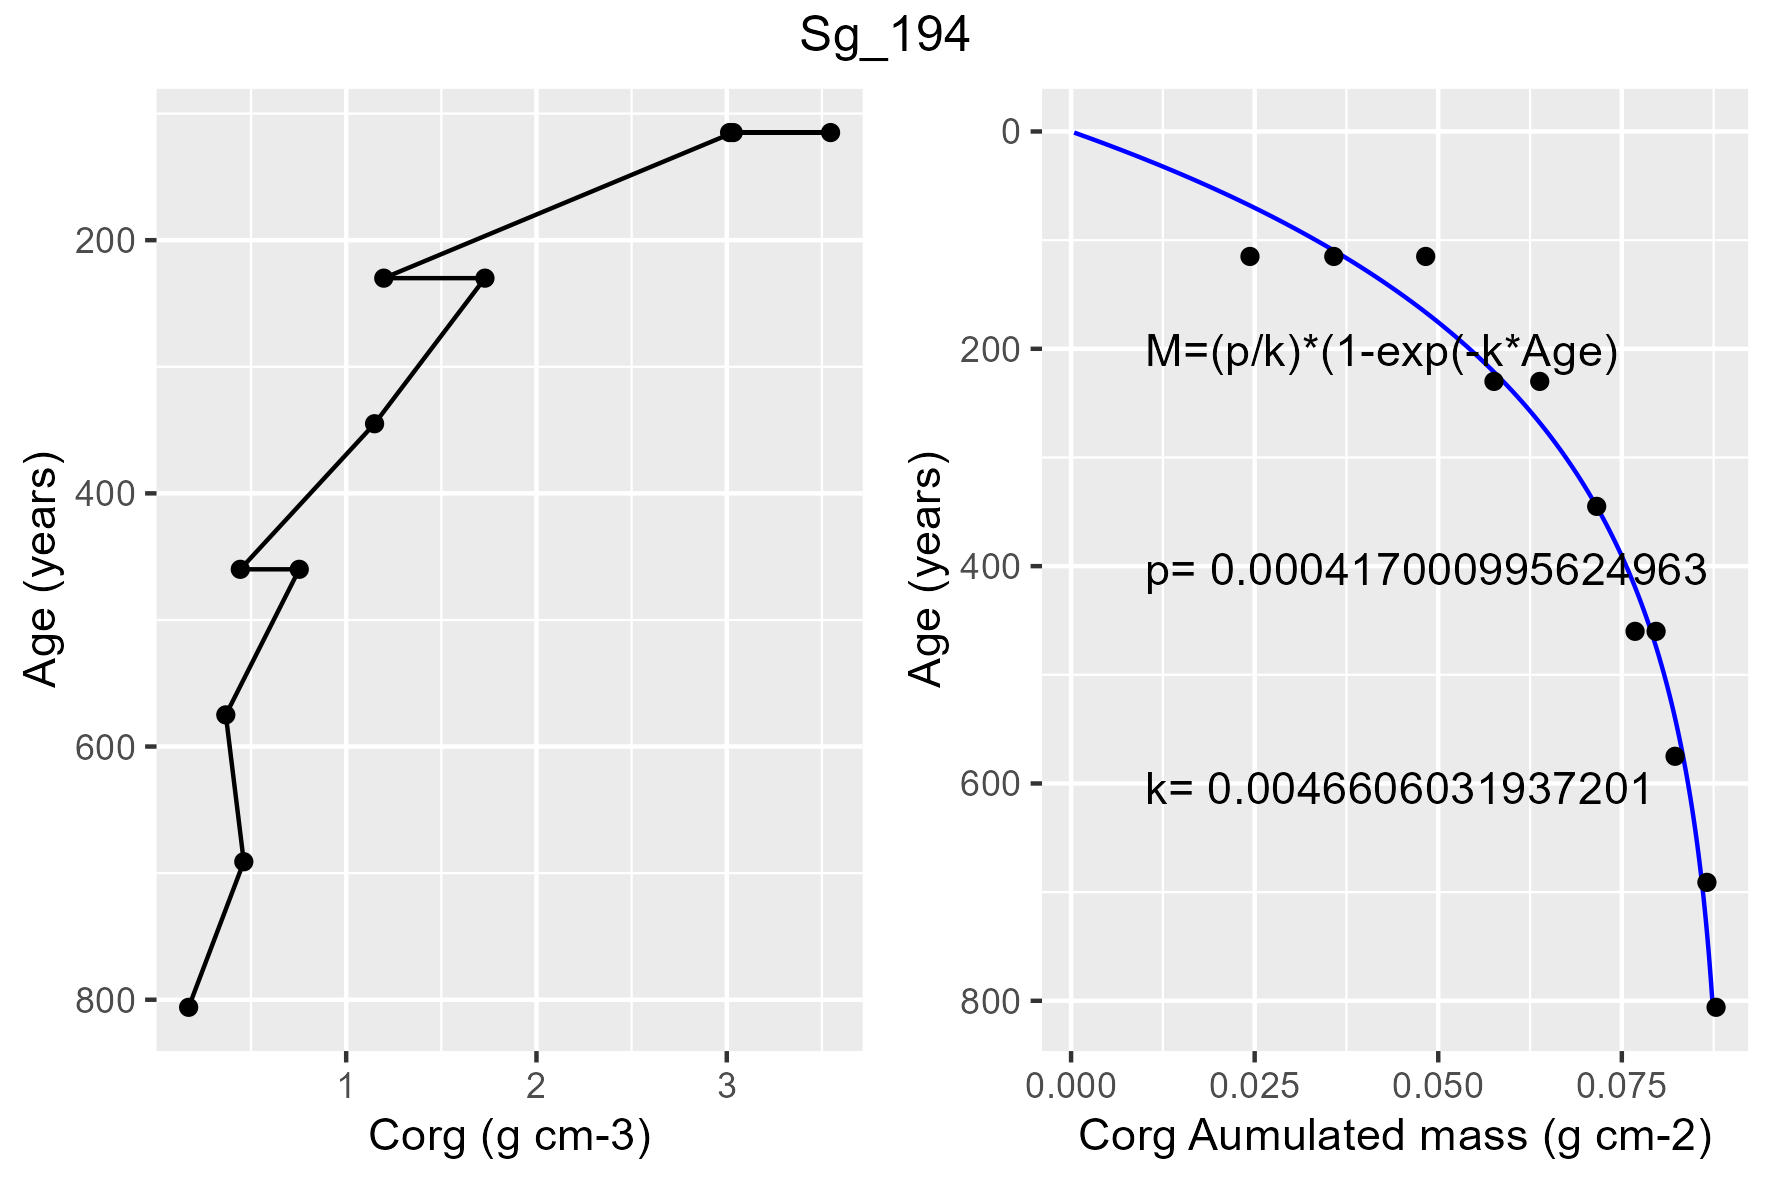 Sg_194
200
400
600
800
Age (years)
1
2
3
Corg (g cm-3)
0
200
400
600
800
Age (years)
M=(p/k)*(1-exp(-k*Age)
p= 0.000417000995624963
k= 0.0046606031937201
0.000
0.025
0.050
0.075
Corg Aumulated mass (g cm-2)